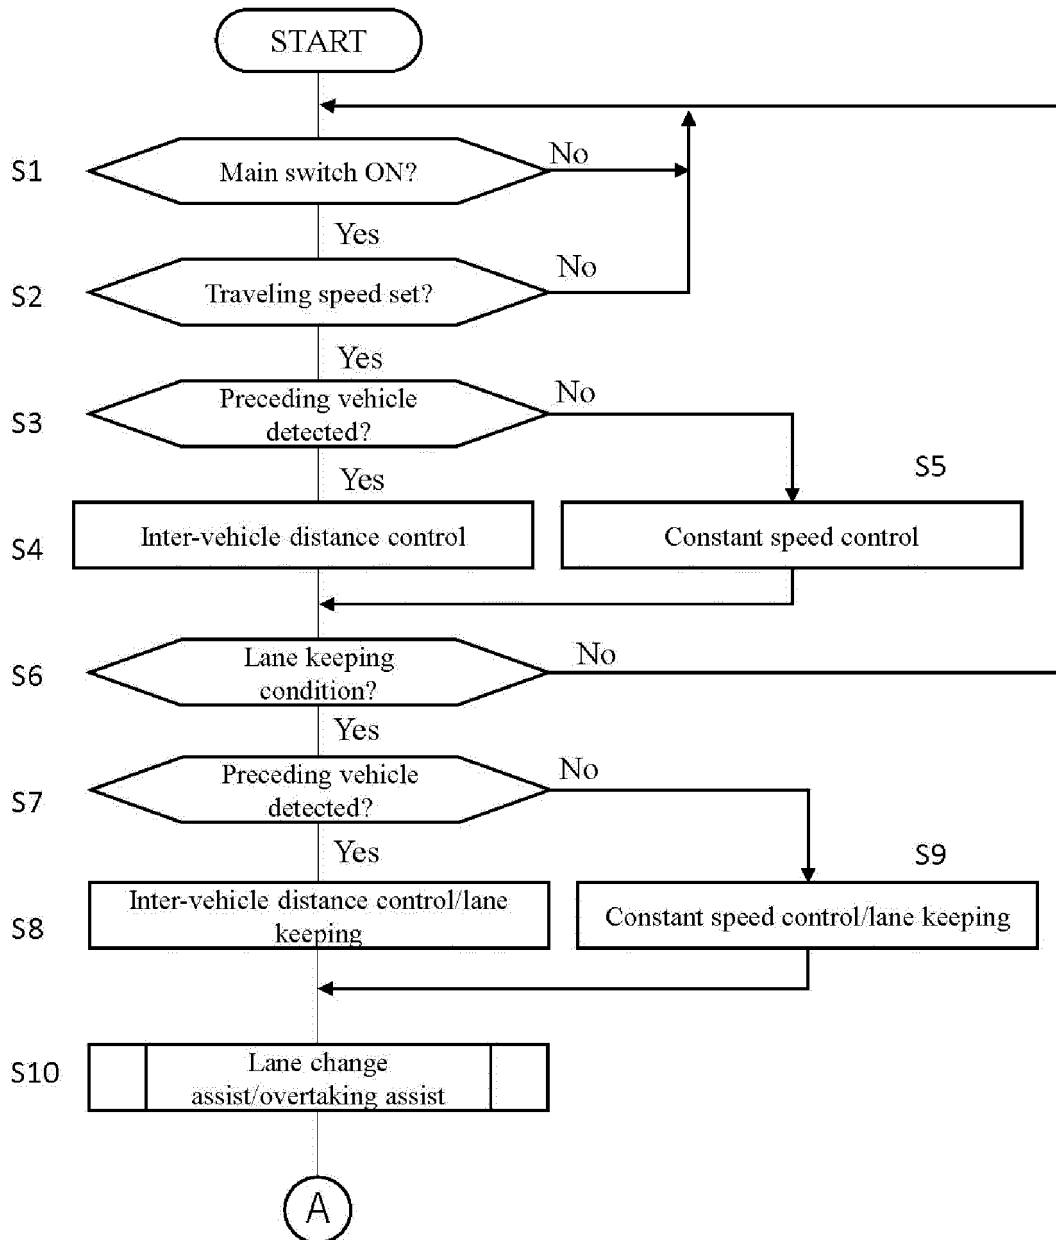 START
S1
Main switch ON?
No
Yes
S2
Traveling speed set?
No
Yes
S3
Preceding vehicle
detected?
No
Yes
S5
S4
Inter-vehicle distance control
Constant speed control
S6
Lane keeping
condition?
No
Yes
S7
Preceding vehicle
detected?
No
Yes
S9
S8
Inter-vehicle distance control/lane
keeping
Constant speed control/lane keeping
S10
Lane change
assist/overtaking assist
A